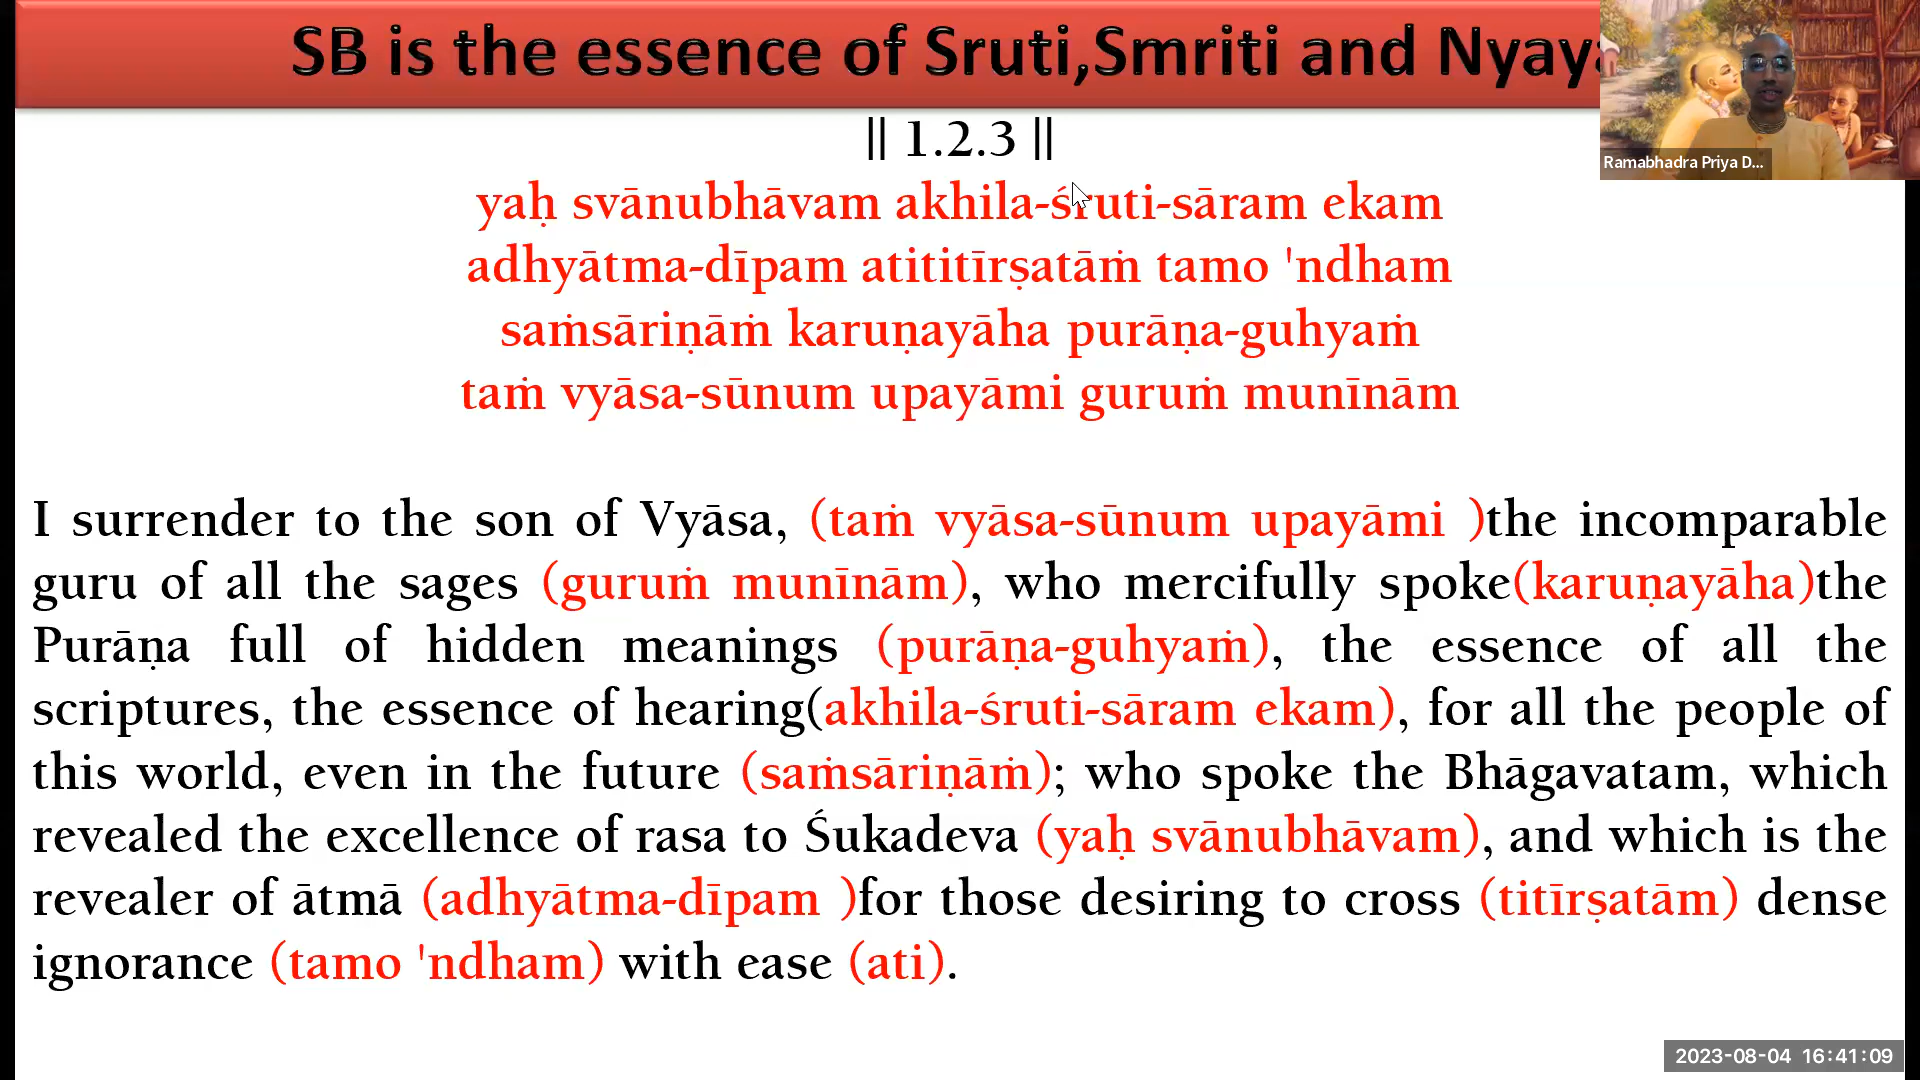 SB is the essence of Sruti,Smriti and Nyaya
|| 1.2.3 ||
yaḥ svānubhāvam akhila-śruti-sāram ekam
adhyātma-dīpam atititīrṣatāṁ tamo 'ndham
saṁsāriṇāṁ karuṇayāha purāṇa-guhyaṁ
taṁ vyāsa-sūnum upayāmi guruṁ munīnām
I surrender to the son of Vyāsa, (taṁ vyāsa-sūnum upayāmi )the incomparable
guru of all the sages (guruṁ munīnām), who mercifully spoke(karuṇayāha)the
Purāṇa full of hidden meanings (purāṇa-guhyaṁ), the essence of all the
scriptures, the essence of hearing(akhila-śruti-sāram ekam), for all the people of
this world, even in the future (saṁsāriṇāṁ); who spoke the Bhāgavatam, which
revealed the excellence of rasa to Śukadeva (yaḥ svānubhāvam), and which is the
revealer of ātmā (adhyātma-dīpam )for those desiring to cross (titīrṣatām) dense
ignorance (tamo 'ndham) with ease (ati).
Ramabhadra Priya D...
2023-08-04 16:41:09